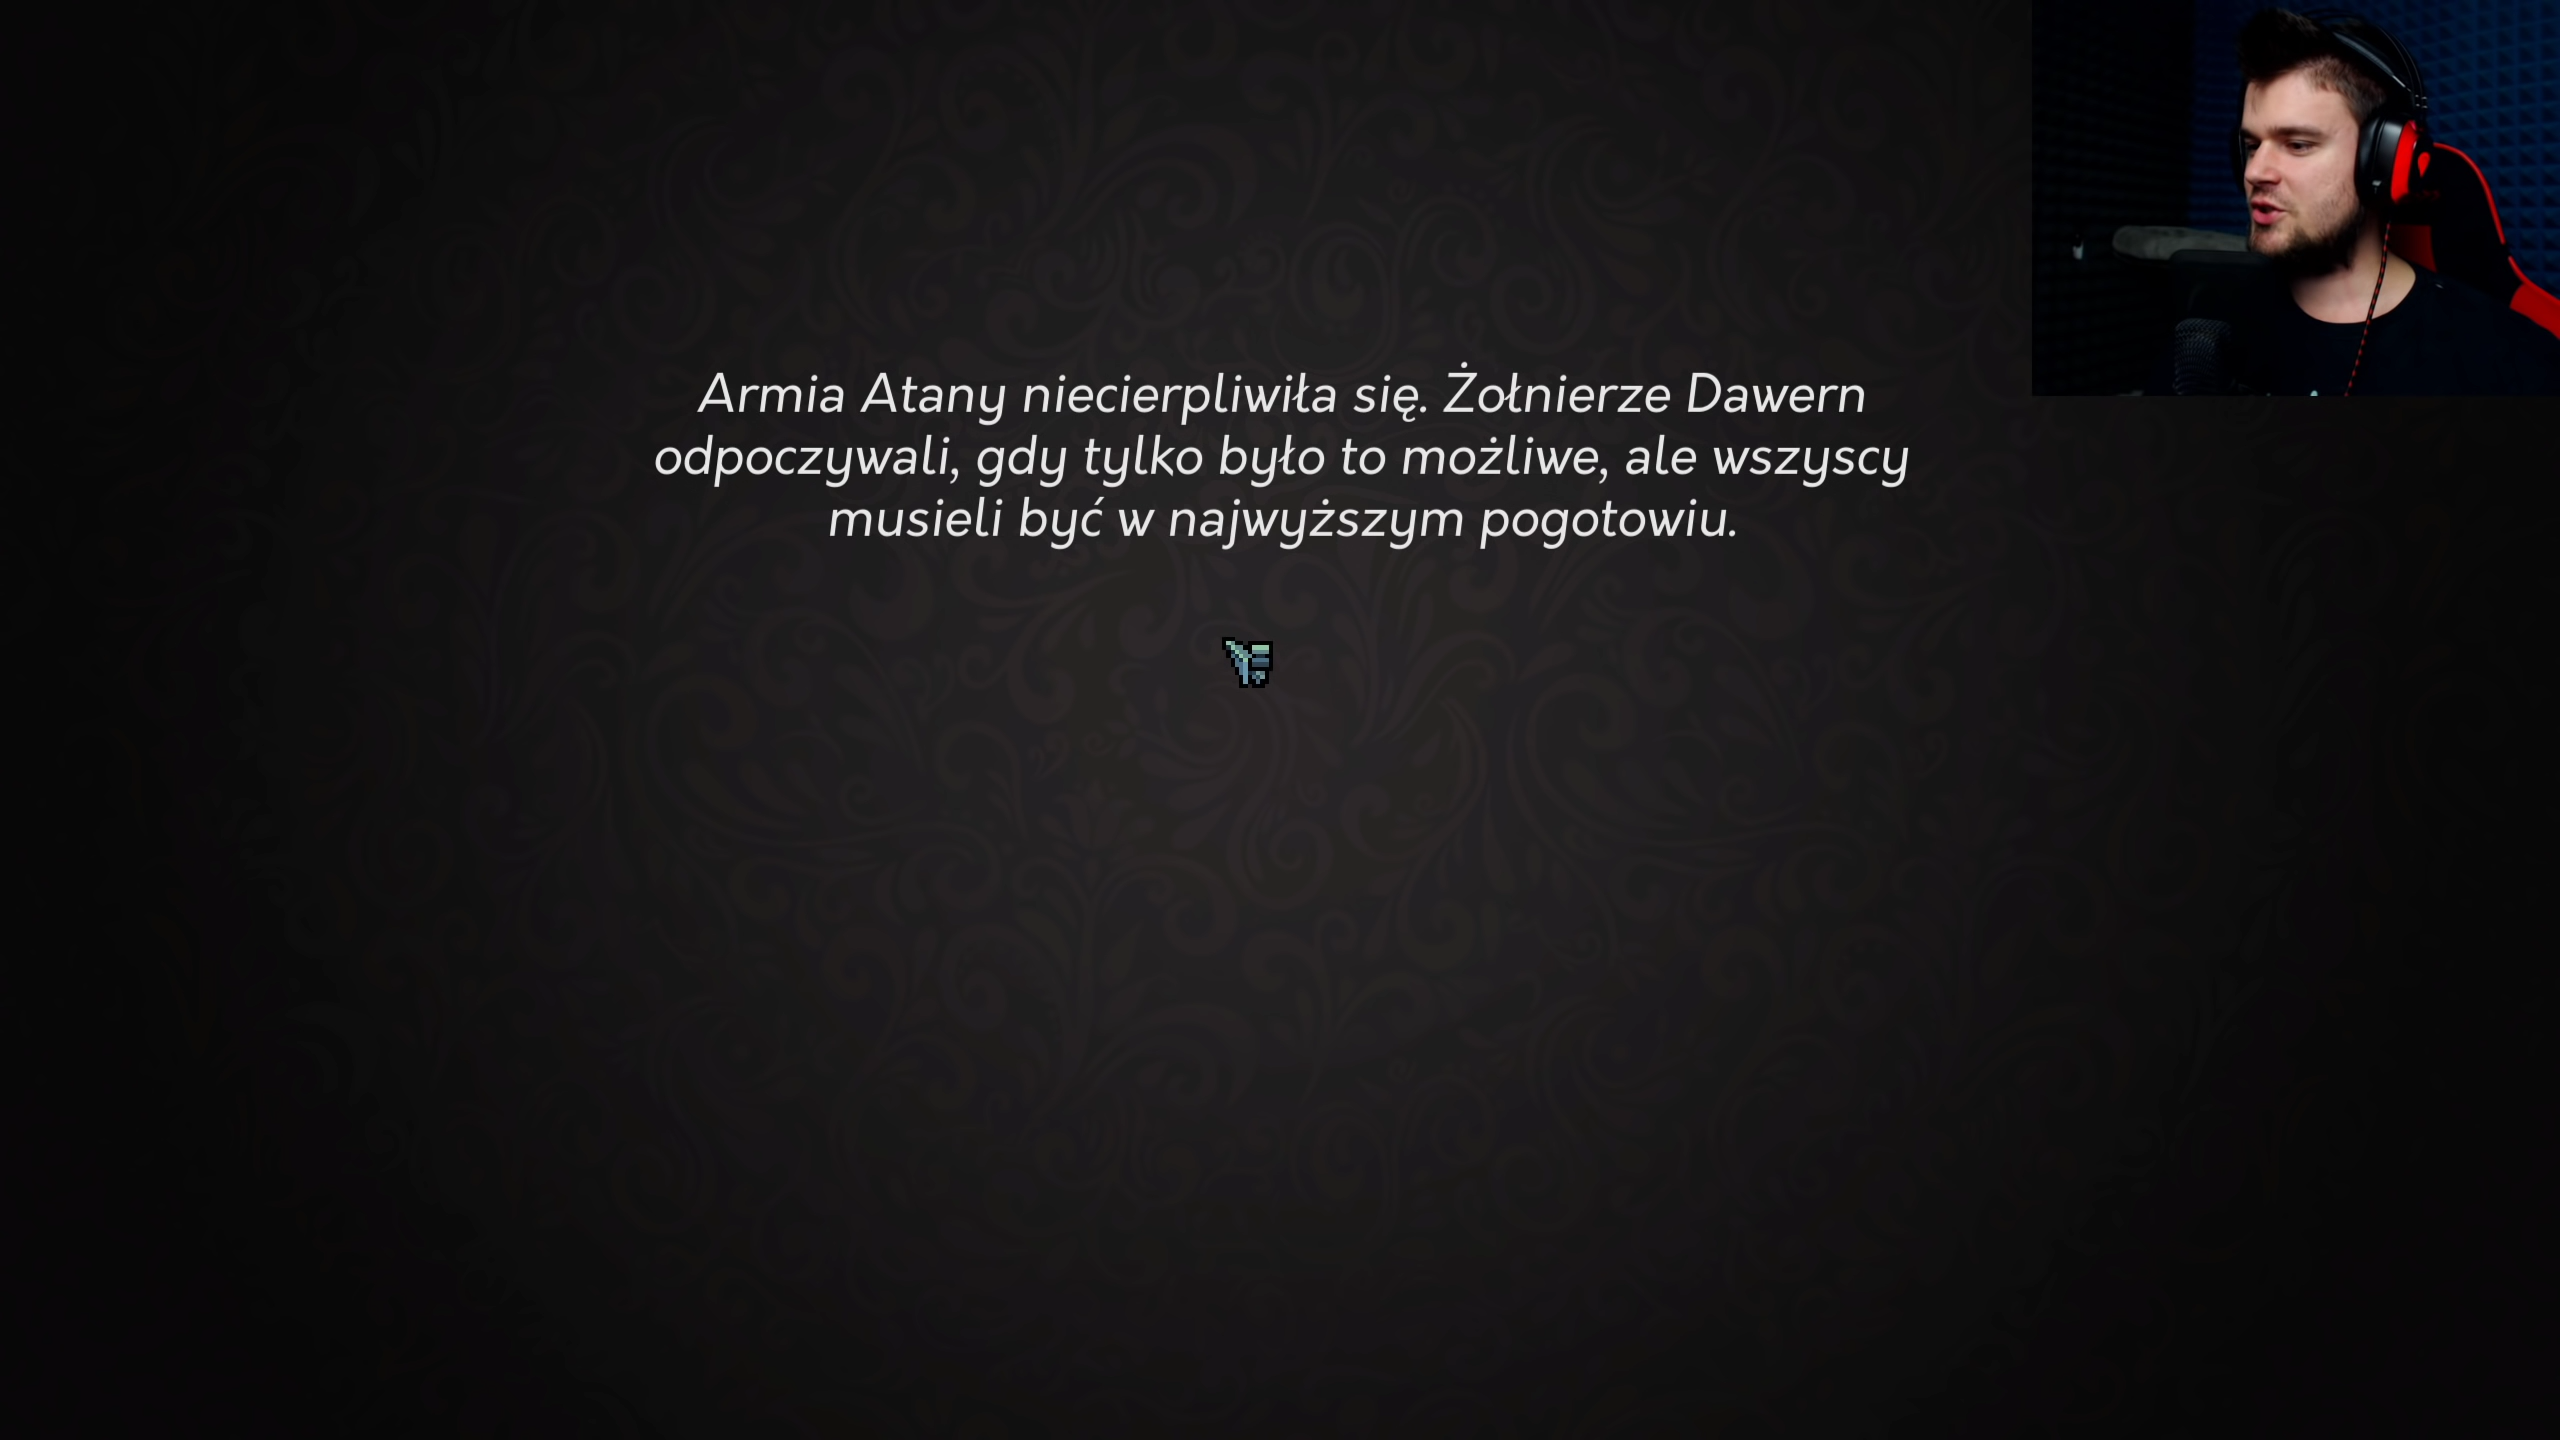 Armia Atany niecierpliwiła się. Żołnierze Dawern
odpoczywali, gdy tylko było to możliwe, ale wszyscy
musieli być w najwyższym pogotowiu.